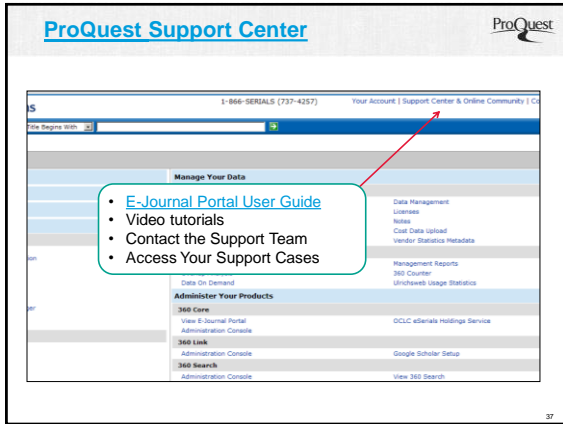 ProQuest Support Center
ProQuest
1-866-SERIALS (737-4257)
Your Account | Support Center & Online Community | Co
ns
Title Begins With
Manage Your Data
• E-Journal Portal User Guide
• Video tutorials
• Contact the Support Team
• Access Your Support Cases
Data Management
Licenses
Notes
Cost Data Upload
Vendor Statistics Metadata
Management Reports
360 Counter
Data On Demand
Ulrichsweb Usage Statistics
Administer Your Products
360 Core
View E-Journal Portal
OCLC eSerials Holdings Service
Administration Console
360 Link
Administration Console
Google Scholar Setup
360 Search
Administration Console
View 360 Search
37